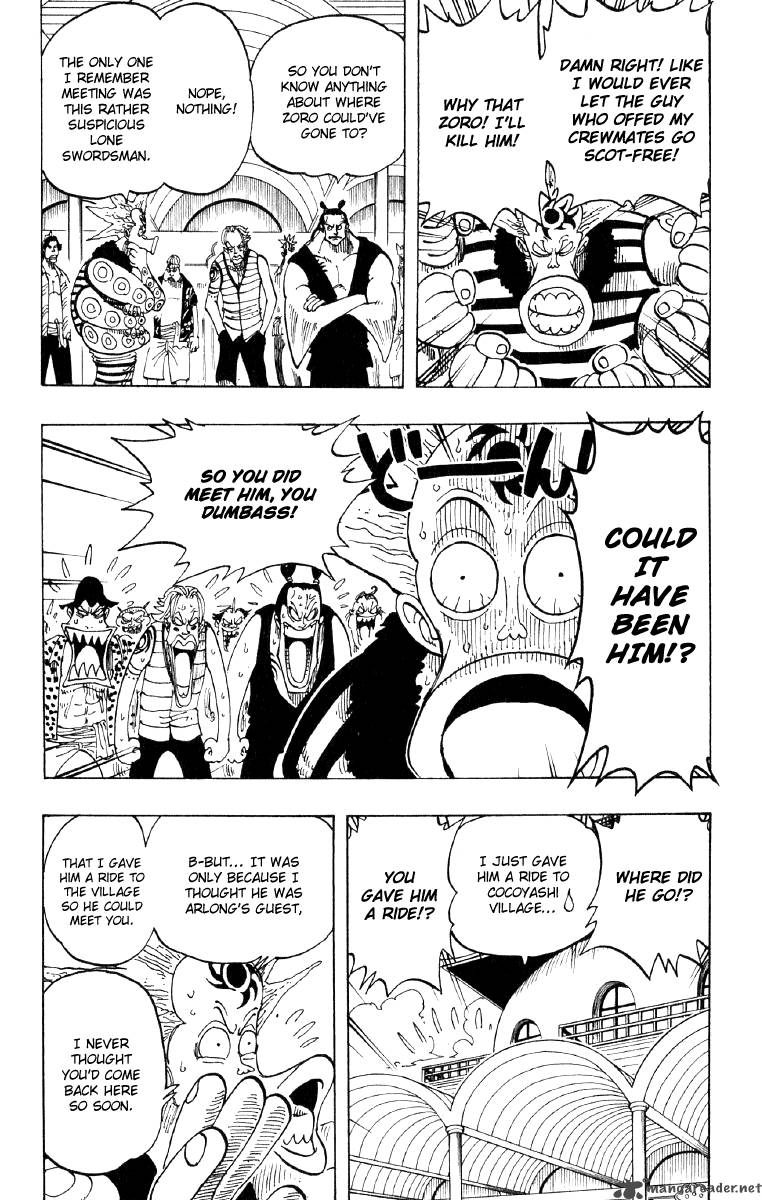 DAMN RIGHT! LIKE
I WOULD EVER
LET THE GUY
WHO OFFED MY
CREWMATES GO
SCOT-FREE!
WHY THAT
ZORO! I'LL
KILL HIM!
SO YOU DON'T
KNOW ANYTHING
ABOUT WHERE
ZORO COULD'VE
GONE TO?
NOPE,
NOTHING!
THE ONLY ONE
I REMEMBER
MEETING WAS
THIS RATHER
SUSPICIOUS
LONE
SWORDSMAN.
COULD
IT
HAVE
BEEN
HIM!?
どーーん
SO YOU DID
MEET HIM, YOU
DUMBASS!
WHERE DID
HE GO!?
I JUST GAVE
HIM A RIDE TO
COCOYASHI
VILLAGE...
YOU
GAVE HIM
A RIDE!?
B-BUT... IT WAS
ONLY BECAUSE I
THOUGHT HE WAS
ARLONG'S GUEST,
THAT I GAVE
HIM A RIDE TO
THE VILLAGE
SO HE COULD
MEET YOU.
I NEVER
THOUGHT
YOU'D COME
BACK HERE
SO SOON.
mangareader.net